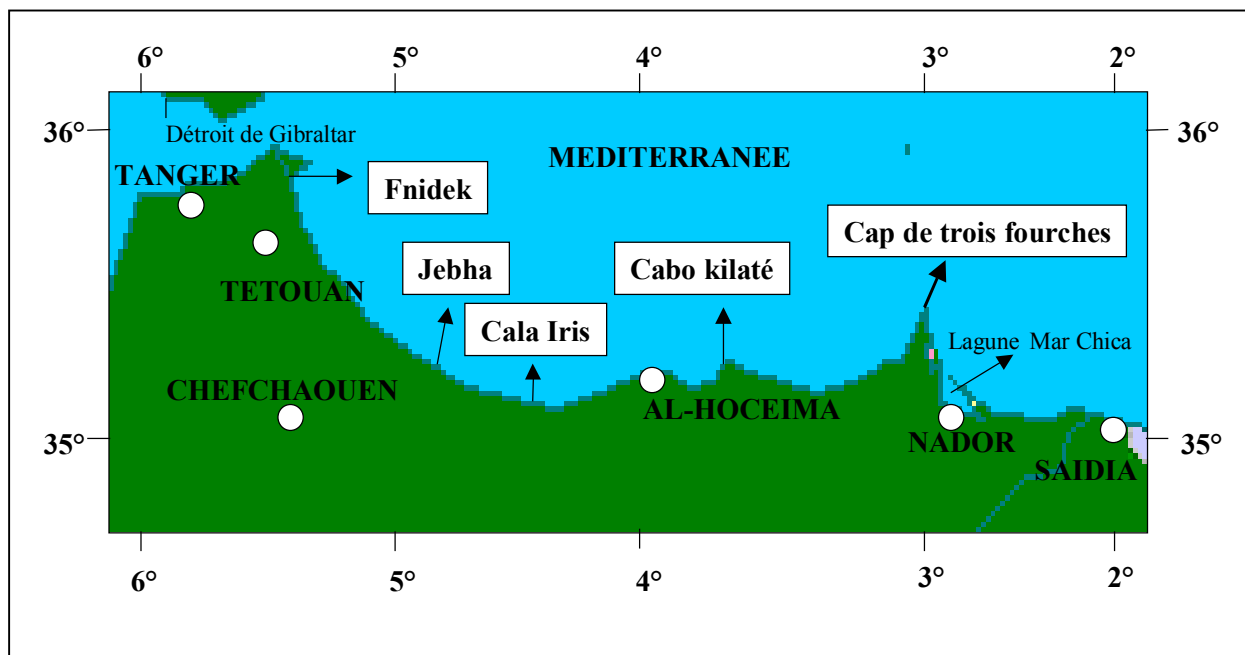 6° 5° 4° 3° 2°
36° 36°
Détroit de Gibraltar
MEDITERRANEE
TANGER
Fnidek
Cap de trois fourches
Jebha
Cabo kilaté
TETOUAN
Cala Iris
Lagune Mar Chica
CHEFCHAOUEN
AL-HOCEIMA
35° 35°
NADOR
SAIDIA
6° 5° 4° 3° 2°